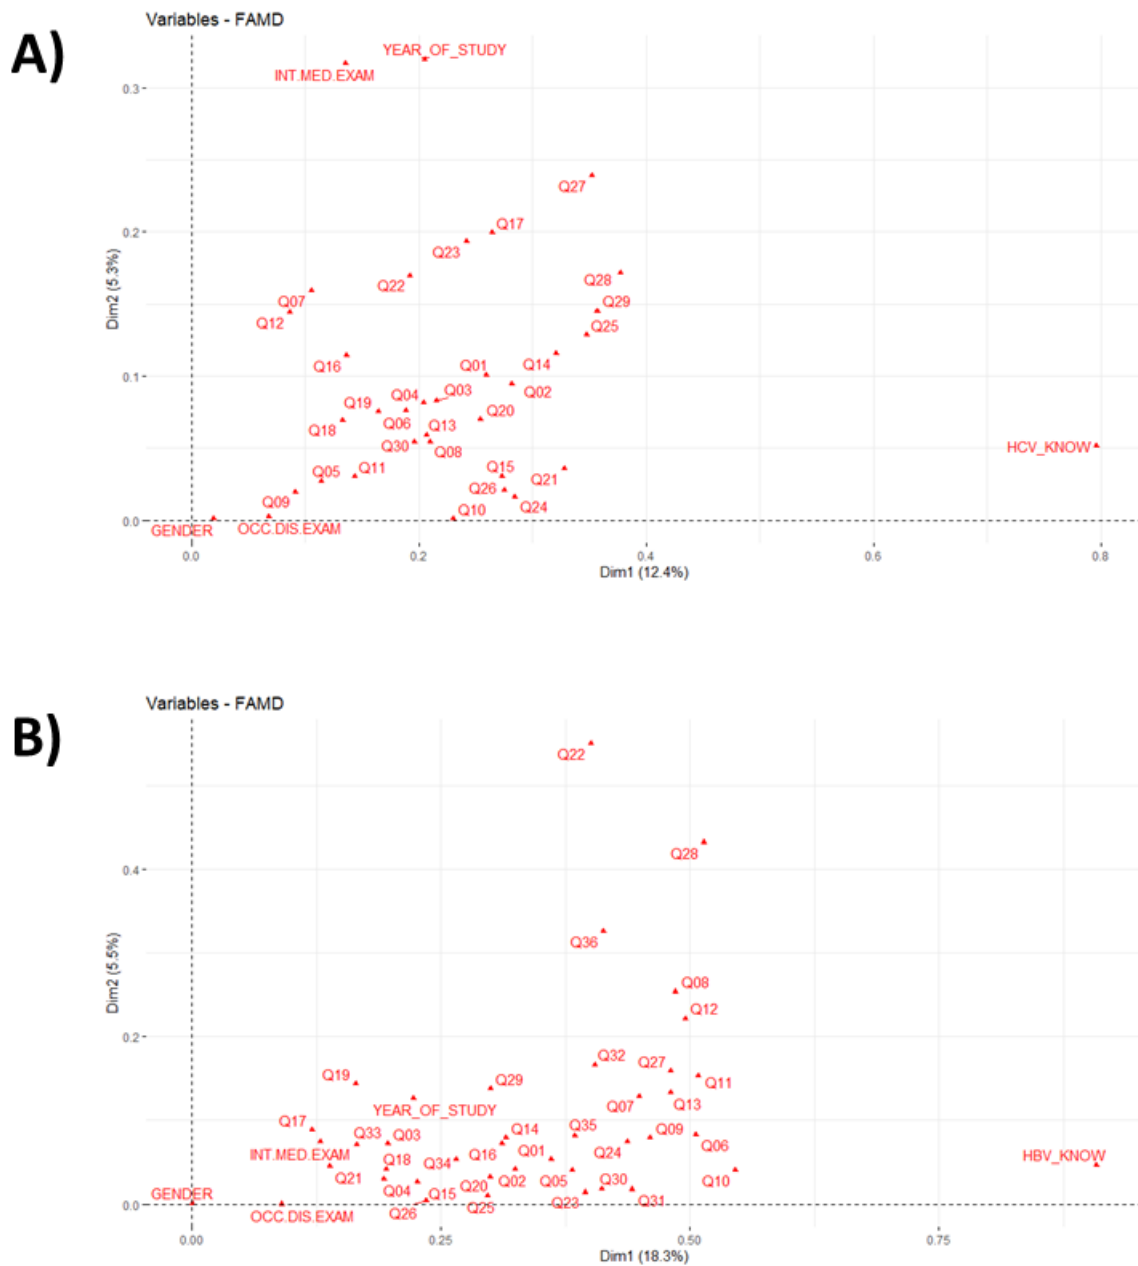 A)
Variables - FAMD
YEAR_OF_STUDY
INT.MED.EXAM
0.3
Q27
Q17
0.2
Q23
Q28
Q22
Q07
Q29
Q12
Q25
Dim2 (5.3%)
Q16
Q01
Q14
0.1
Q04
Q03
Q02
Q19
Q20
Q18
Q06
Q13
Q30
Q08
HCV_KNOW
Q05
Q11
Q15
Q21
Q26
Q09
Q10
Q24
0.0
GENDER
OCC.DIS.EXAM
0.0 0.2 0.4 0.6 0.8
Dim1 (12.4%)
B)
Variables - FAMD
Q22
Q28
0.4
Q36
Dim2 (5.5%)
Q08
Q12
0.2
Q32
Q27
Q19
Q29
Q11
YEAR_OF_STUDY
Q07
Q13
Q17
Q33
Q03
Q14
Q35
Q09
INT.MED.EXAM
Q16
Q01
Q24
Q06
HBV_KNOW
Q18
Q34
Q21
Q20
Q02
Q05
Q30
Q10
GENDER
Q04
Q15
0.0
OCC.DIS.EXAM
Q26
Q25
Q23
Q31
0.00 0.25 0.50 0.75
Dim1 (18.3%)